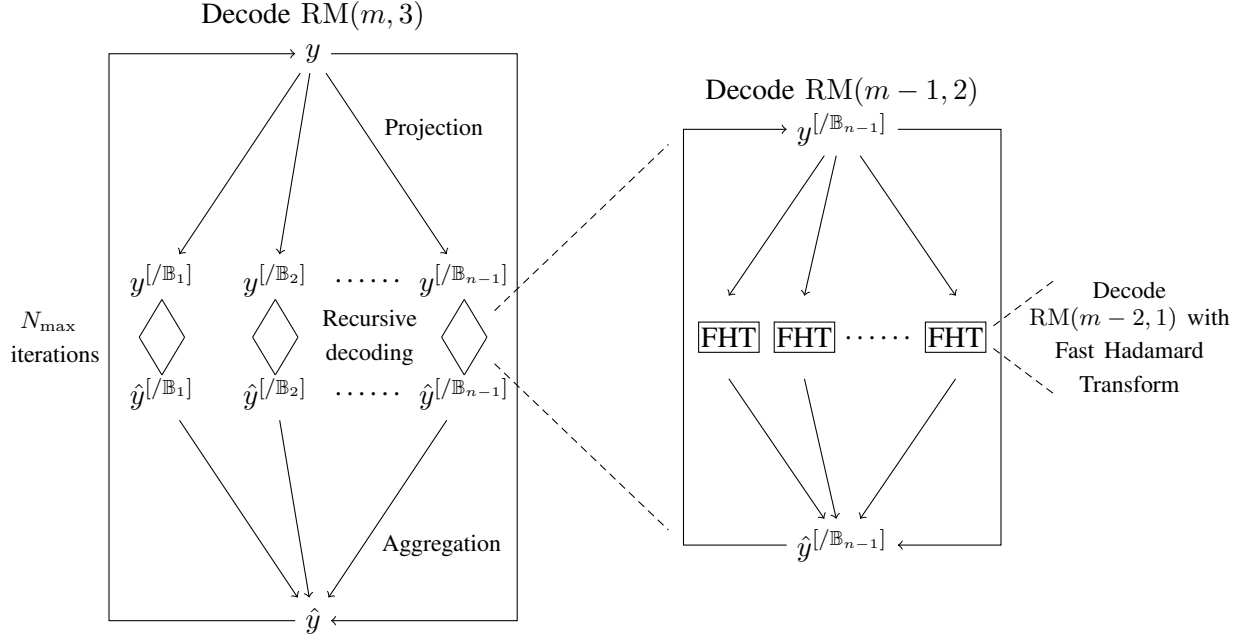 Decode RM(m, 3)
y
Projection
y^{[/𝔹_1]} y^{[/𝔹_2]} ...... y^{[/𝔹_{n−1}]}
N_max
iterations
Recursive
decoding
ŷ^{[/𝔹_1]} ŷ^{[/𝔹_2]} ...... ŷ^{[/𝔹_{n−1}]}
Aggregation
ŷ
Decode RM(m − 1, 2)
y^{[/𝔹_{n−1}]}
FHT FHT ...... FHT
ŷ^{[/𝔹_{n−1}]}
Decode
RM(m − 2, 1) with
Fast Hadamard
Transform